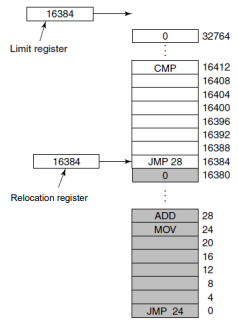 16384
Limit register
0 32764
CMP 16412
16408
16404
16400
16396
16392
16388
16384 JMP 28 16384
0 16380
Relocation register
ADD 28
MOV 24
20
16
12
8
4
JMP 24 0